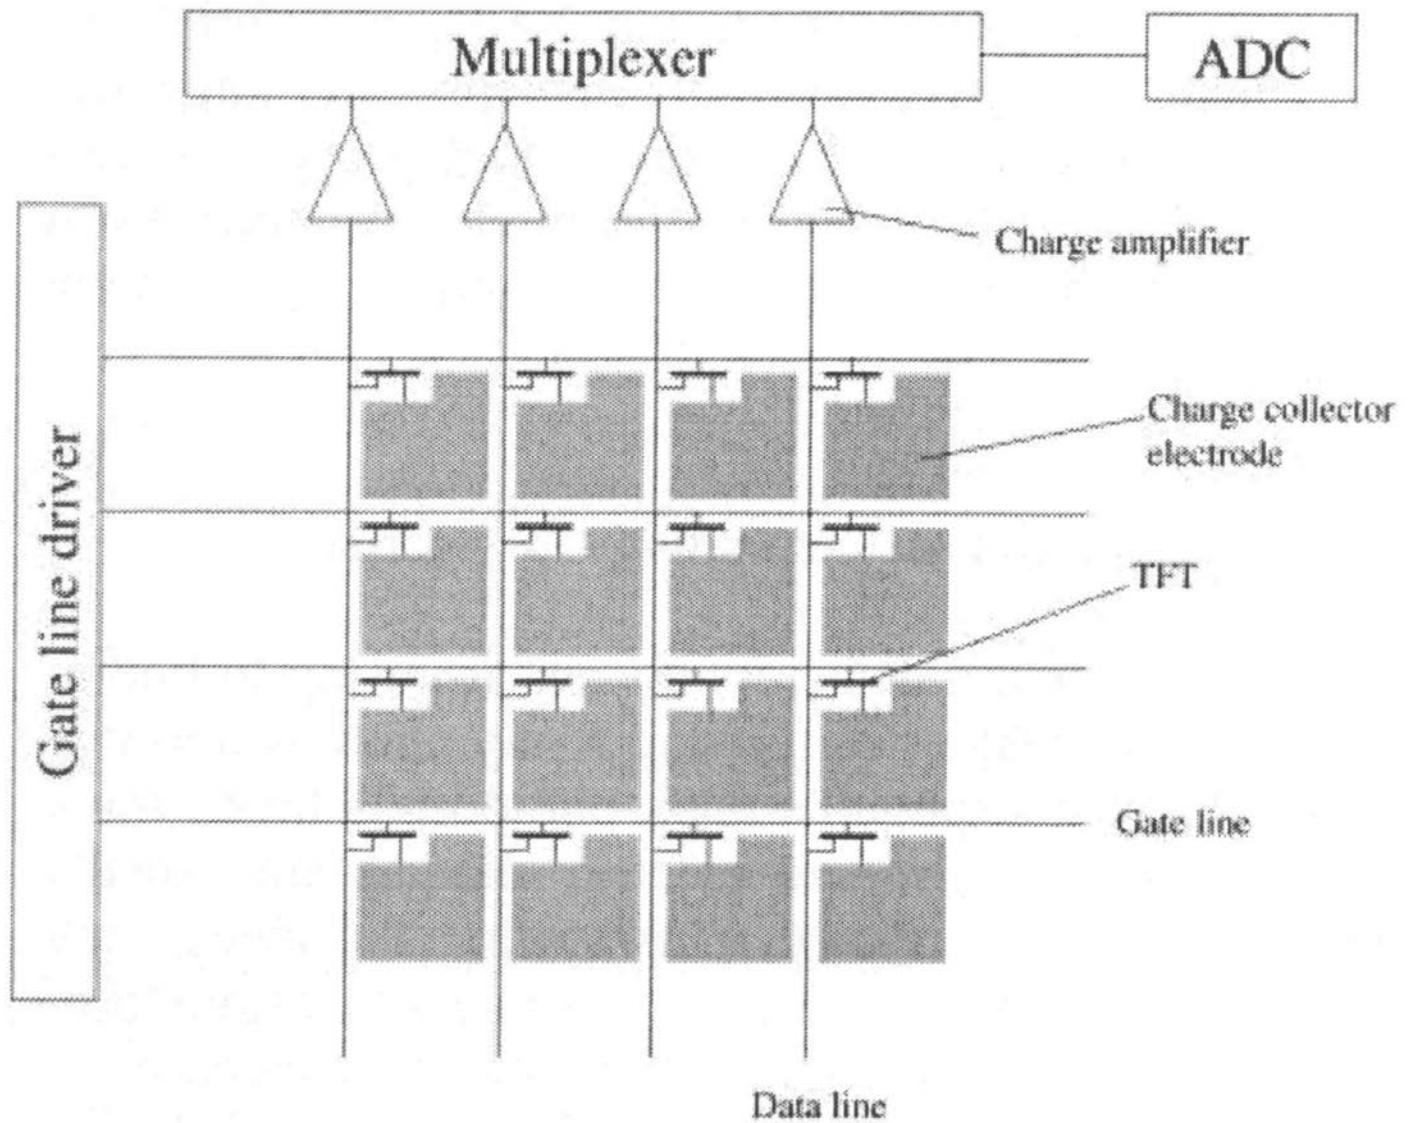 Multiplexer
ADC
Charge amplifier
Gate line driver
Charge collector
electrode
TFT
Gate line
Data line